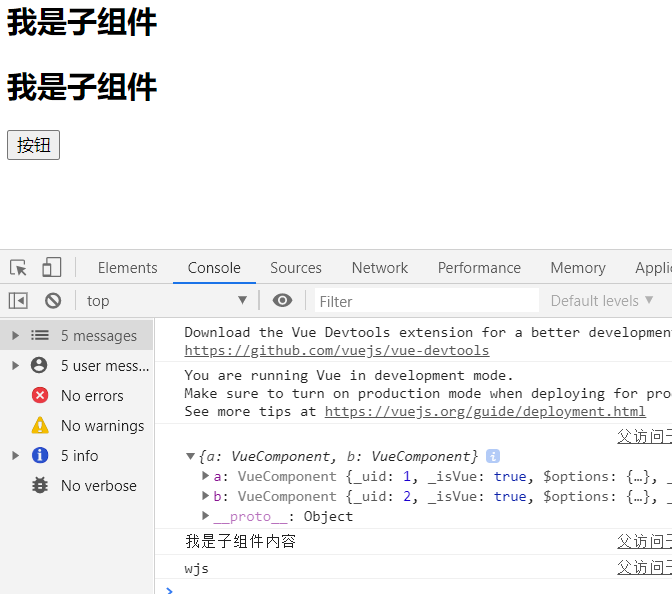 我是子组件
我是子组件
按钮
Elements Console Sources Network Performance Memory Applic
top Filter Default levels ▼
5 messages
5 user mess...
No errors
No warnings
5 info
No verbose
Download the Vue Devtools extension for a better developmen
https://github.com/vuejs/vue-devtools
You are running Vue in development mode.
Make sure to turn on production mode when deploying for pro
See more tips at https://vuejs.org/guide/deployment.html
父访问子
{a: VueComponent, b: VueComponent} i
a: VueComponent {_uid: 1, _isVue: true, $options: {…}, _
b: VueComponent {_uid: 2, _isVue: true, $options: {…}, _
__proto__: Object
我是子组件内容 父访问子
wjs 父访问子